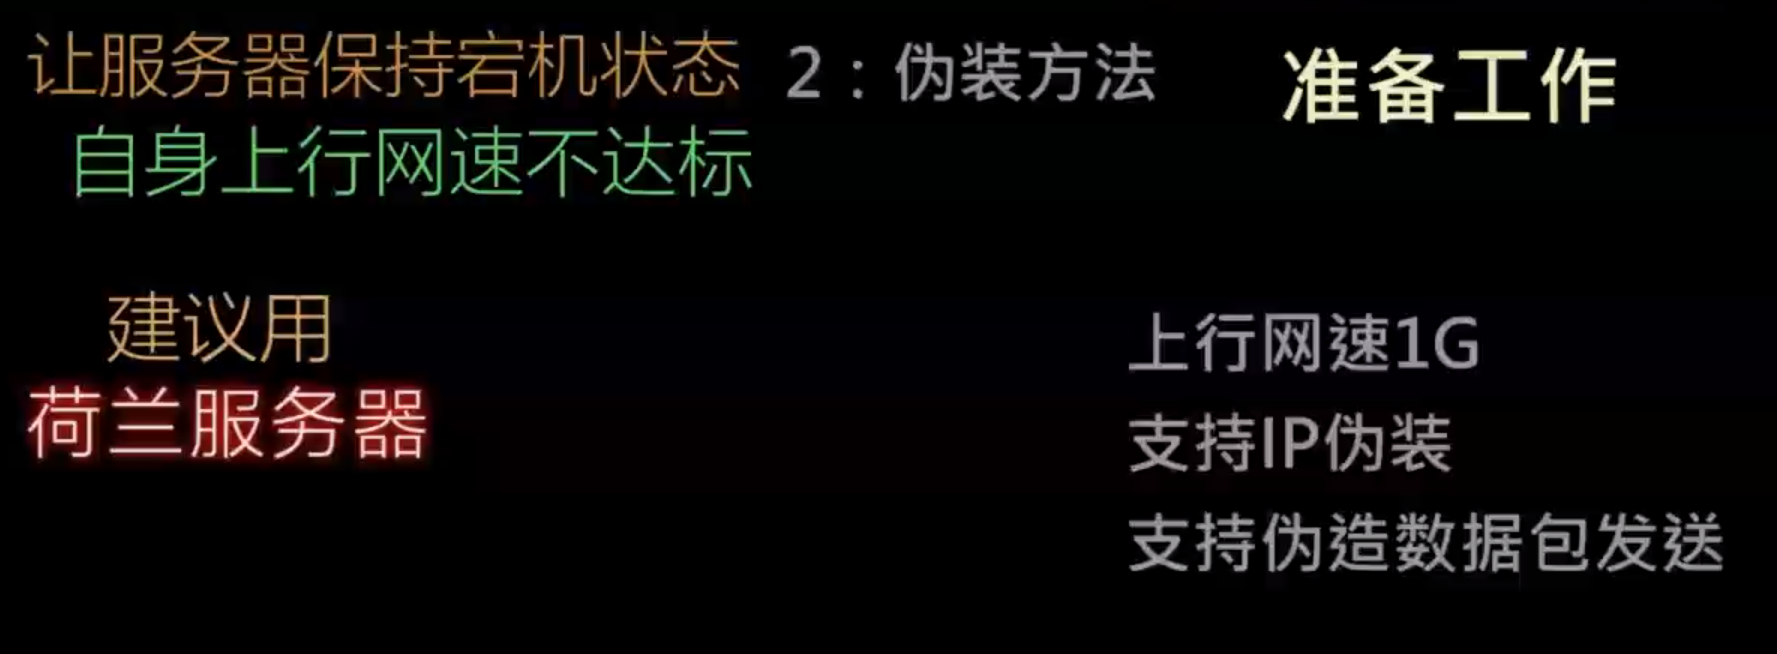 让服务器保持宕机状态
自身上行网速不达标
2：伪装方法
准备工作
建议用
荷兰服务器
上行网速1G
支持IP伪装
支持伪造数据包发送